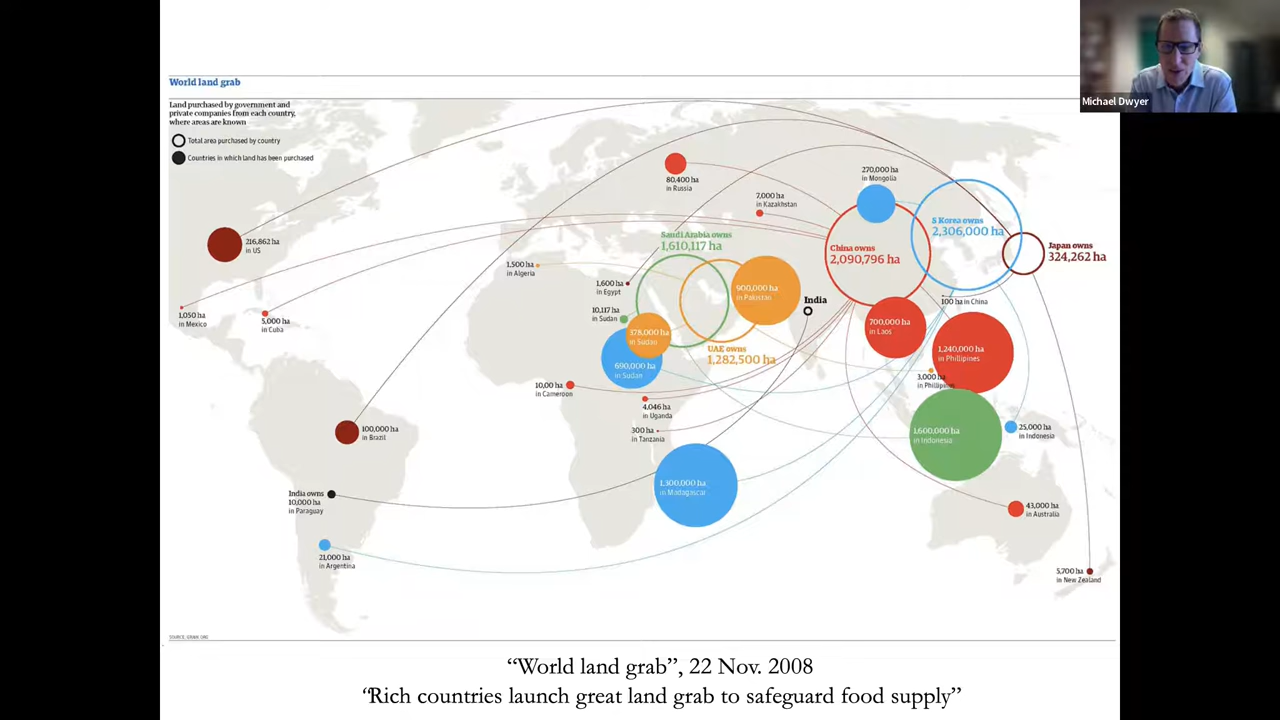 Michael Dwyer
World land grab
Land purchased by government and
private companies from each country,
where areas are known
Total area purchased by country
Countries in which land has been purchased
80,400 ha
in Russia
270,000 ha
in Mongolia
7,000 ha
in Kazakhstan
S Korea owns
2,306,000 ha
Saudi Arabia owns
1,610,117 ha
216,862 ha
in US
China owns
2,090,796 ha
Japan owns
324,262 ha
1,500 ha
in Algeria
1,600 ha
in Egypt
900,000 ha
in Pakistan
India
100 ha in China
1,050 ha
in Mexico
5,000 ha
in Cuba
10,117 ha
in Sudan
378,000 ha
in Sudan
700,000 ha
in Laos
UAE owns
1,282,500 ha
690,000 ha
in Sudan
1,240,000 ha
in Phillipines
3,000 ha
in Phillipines
10,00 ha
in Cameroon
4,046 ha
in Uganda
300 ha
in Tanzania
100,000 ha
in Brazil
1,600,000 ha
in Indonesia
25,000 ha
in Indonesia
India owns
10,000 ha
in Paraguay
1,300,000 ha
in Madagascar
43,000 ha
in Australia
21,000 ha
in Argentina
5,700 ha
in New Zealand
SOURCE: GRAIN, UNG
“World land grab”, 22 Nov. 2008
“Rich countries launch great land grab to safeguard food supply”